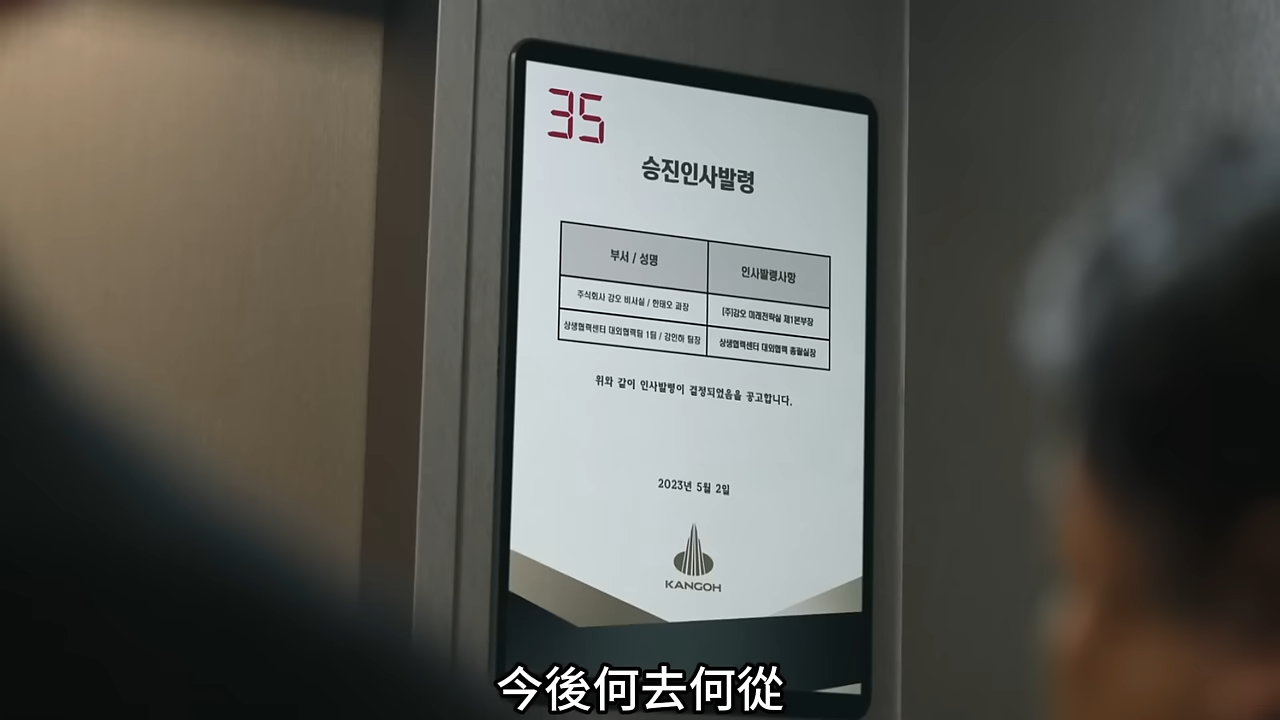 35
승진인사발령
부서 / 성명
인사발령사항
주식회사 강오 비서실 / 한태오 과장
[주]강오 미래전략실 제1본부장
상생협력센터 대외협력팀 1팀 / 강인하 팀장
상생협력센터 대외협력 총괄실장
위와 같이 인사발령이 결정되었음을 공고합니다.
2023년 5월 2일
KANGOH
今後何去何從